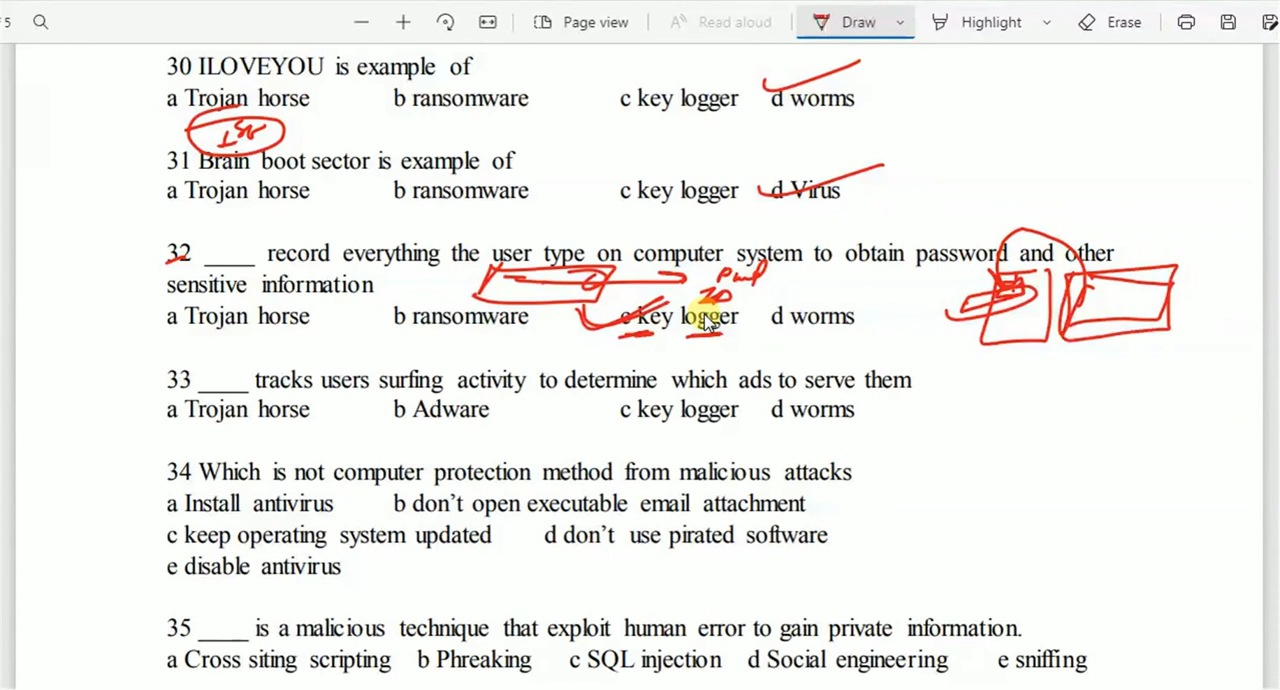 5
Page view
Read aloud
Draw
Highlight
Erase
30 ILOVEYOU is example of
a Trojan horse b ransomware c key logger d worms
1st
31 Brain boot sector is example of
a Trojan horse b ransomware c key logger d Virus
32 ____ record everything the user type on computer system to obtain password and other
sensitive information
ID
a Trojan horse b ransomware c key logger d worms
33 ____ tracks users surfing activity to determine which ads to serve them
a Trojan horse b Adware c key logger d worms
34 Which is not computer protection method from malicious attacks
a Install antivirus b don’t open executable email attachment
c keep operating system updated d don’t use pirated software
e disable antivirus
35 ____ is a malicious technique that exploit human error to gain private information.
a Cross siting scripting b Phreaking c SQL injection d Social engineering e sniffing